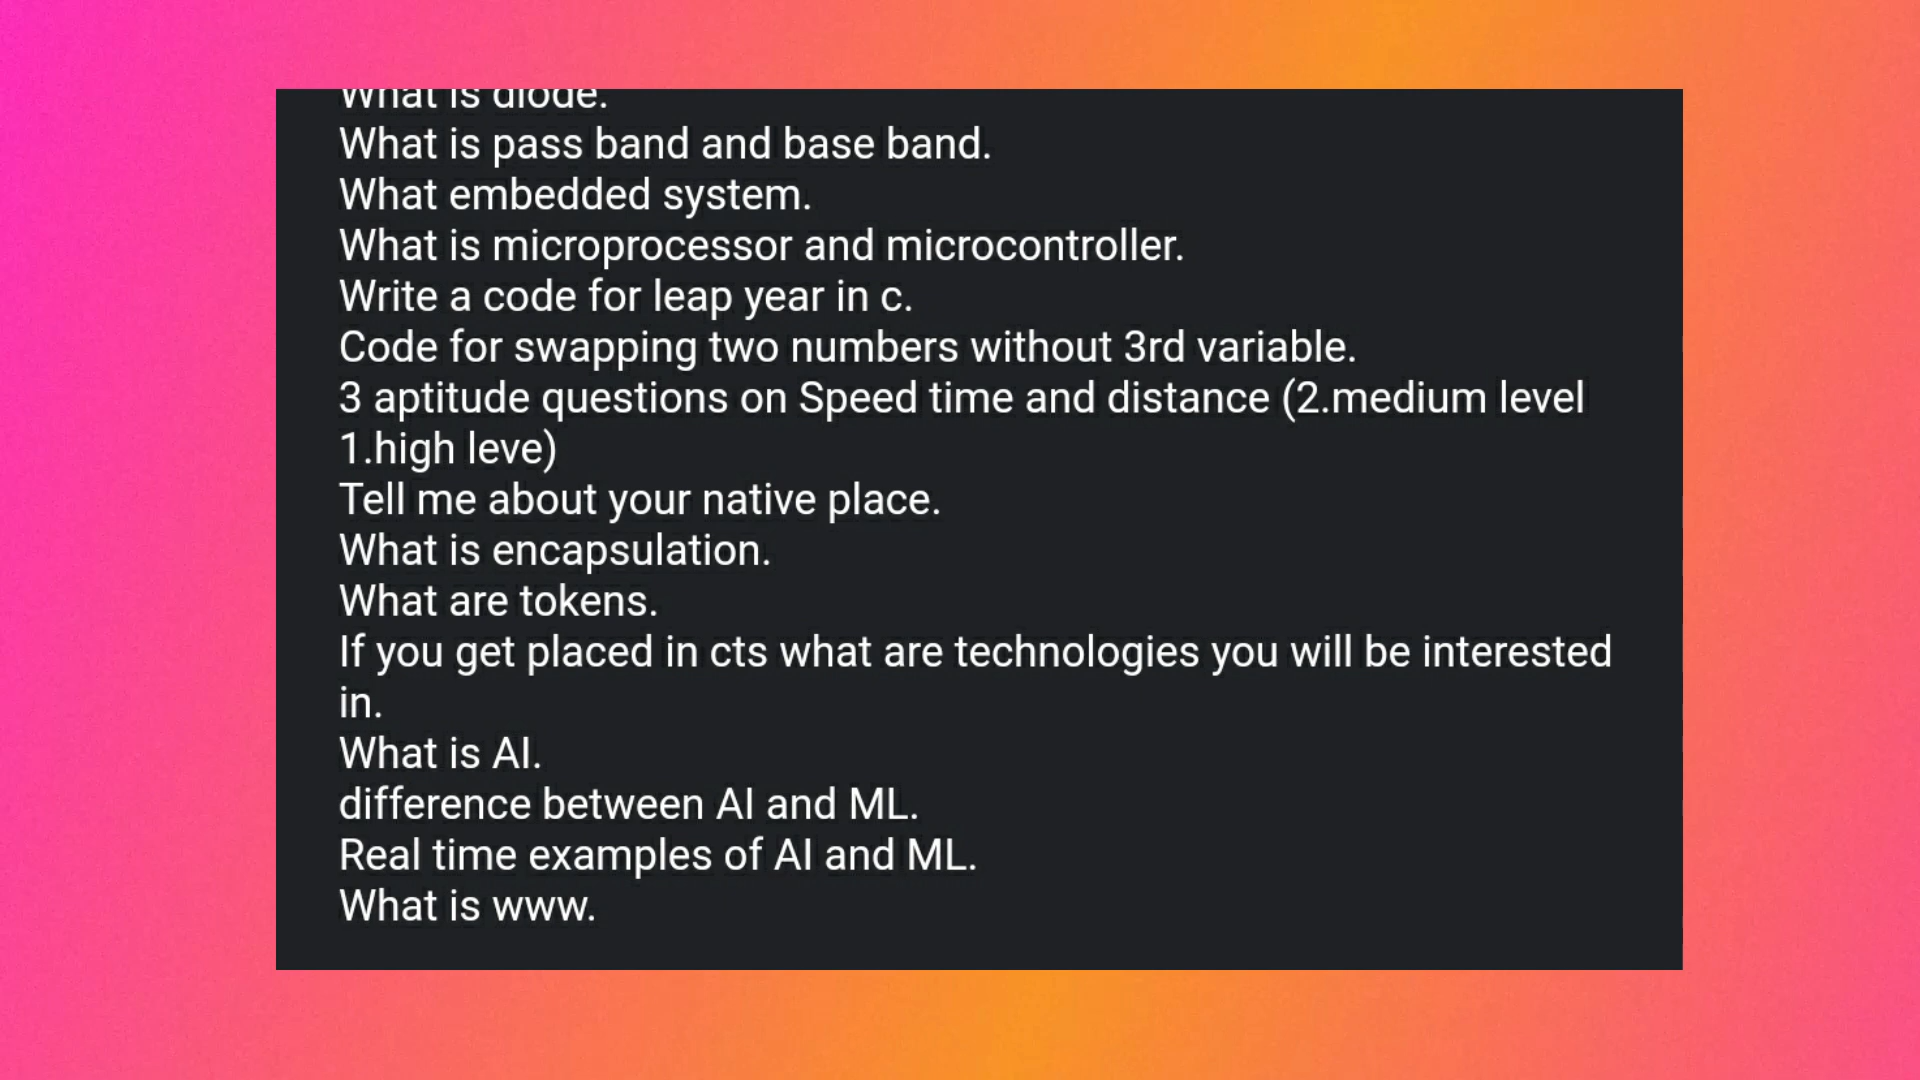 What is diode.
What is pass band and base band.
What embedded system.
What is microprocessor and microcontroller.
Write a code for leap year in c.
Code for swapping two numbers without 3rd variable.
3 aptitude questions on Speed time and distance (2.medium level
1.high leve)
Tell me about your native place.
What is encapsulation.
What are tokens.
If you get placed in cts what are technologies you will be interested
in.
What is AI.
difference between AI and ML.
Real time examples of AI and ML.
What is www.